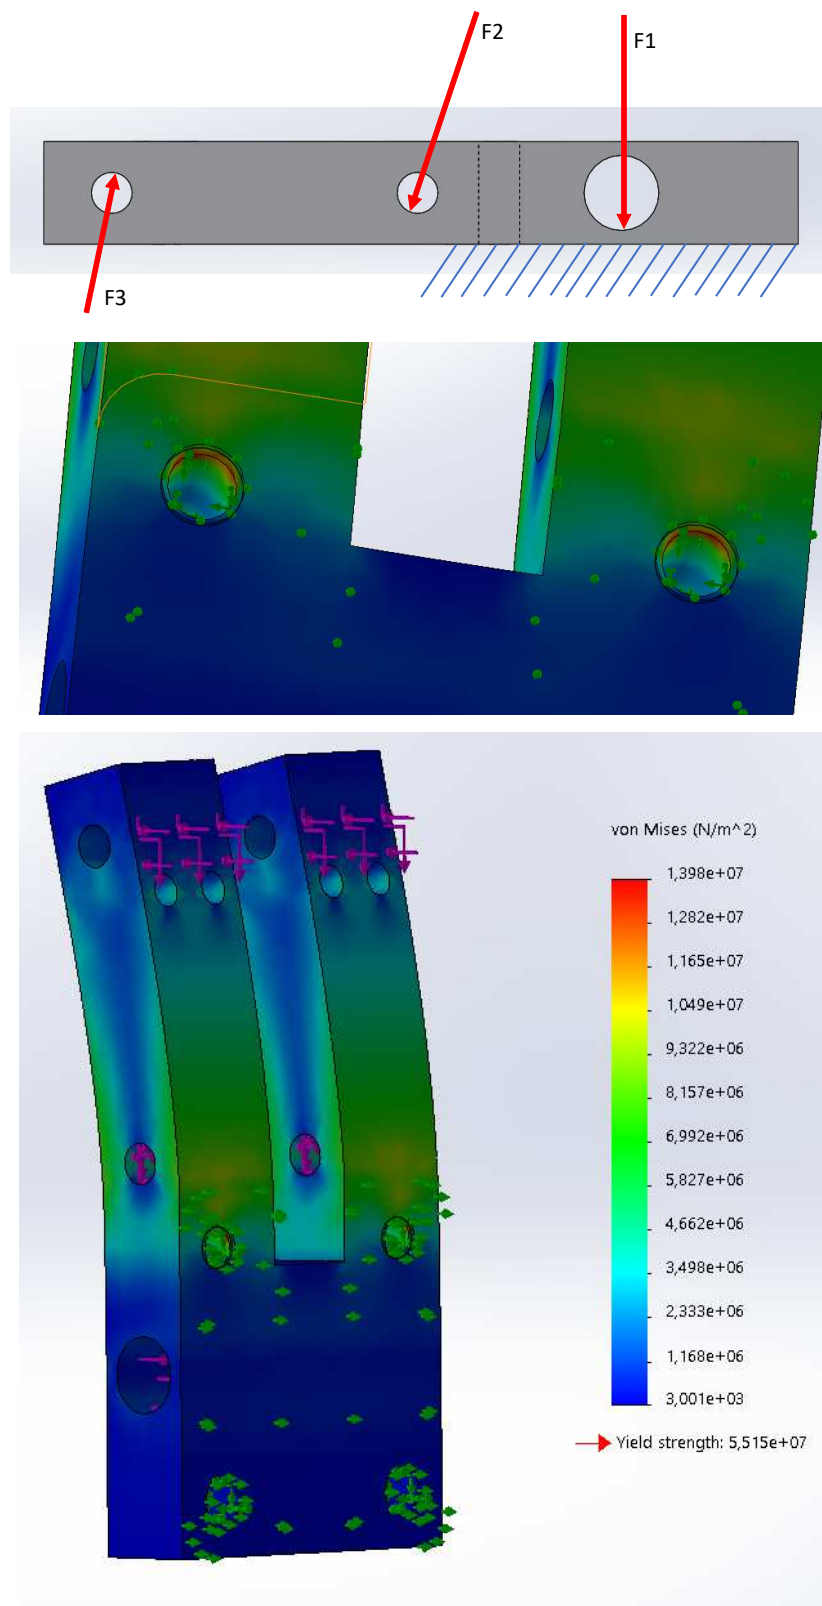 F2
F1
F3
von Mises (N/m^2)
1,398e+07
1,282e+07
1,165e+07
1,049e+07
9,322e+06
8,157e+06
6,992e+06
5,827e+06
4,662e+06
3,498e+06
2,333e+06
1,168e+06
3,001e+03
Yield strength: 5,515e+07